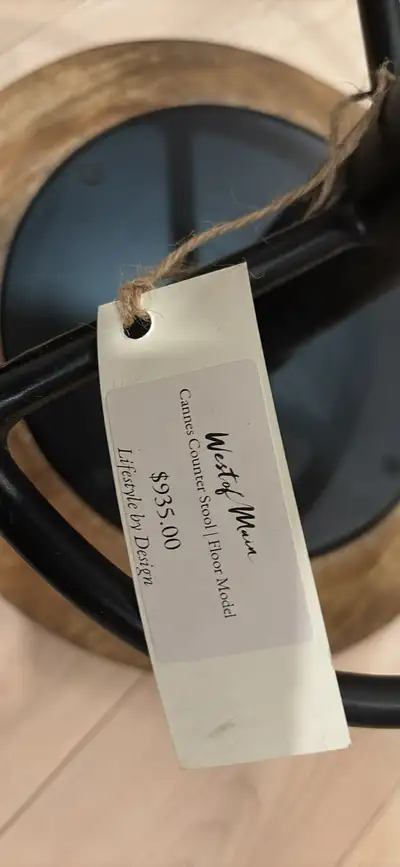 West of Main
Cannes Counter Stool | Floor Model
$935.00
Lifestyle by Design